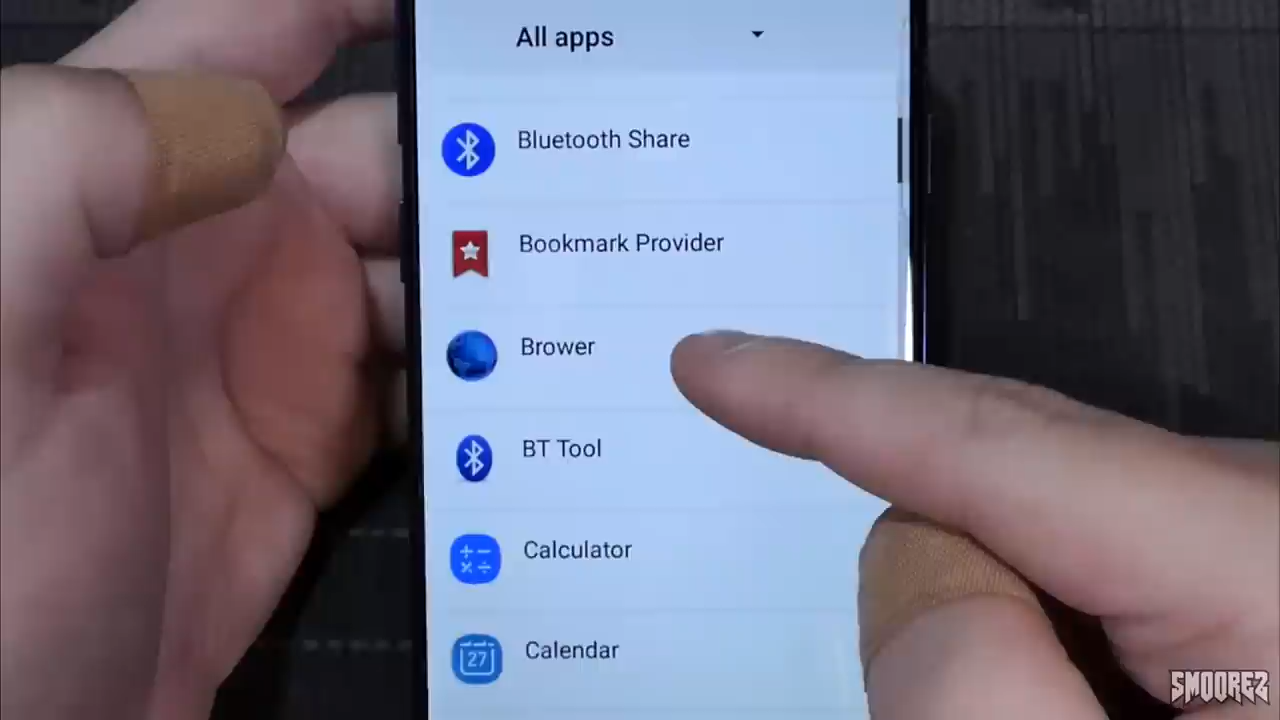 All apps
Bluetooth Share
Bookmark Provider
Brower
BT Tool
Calculator
27
Calendar
SMOOREZ